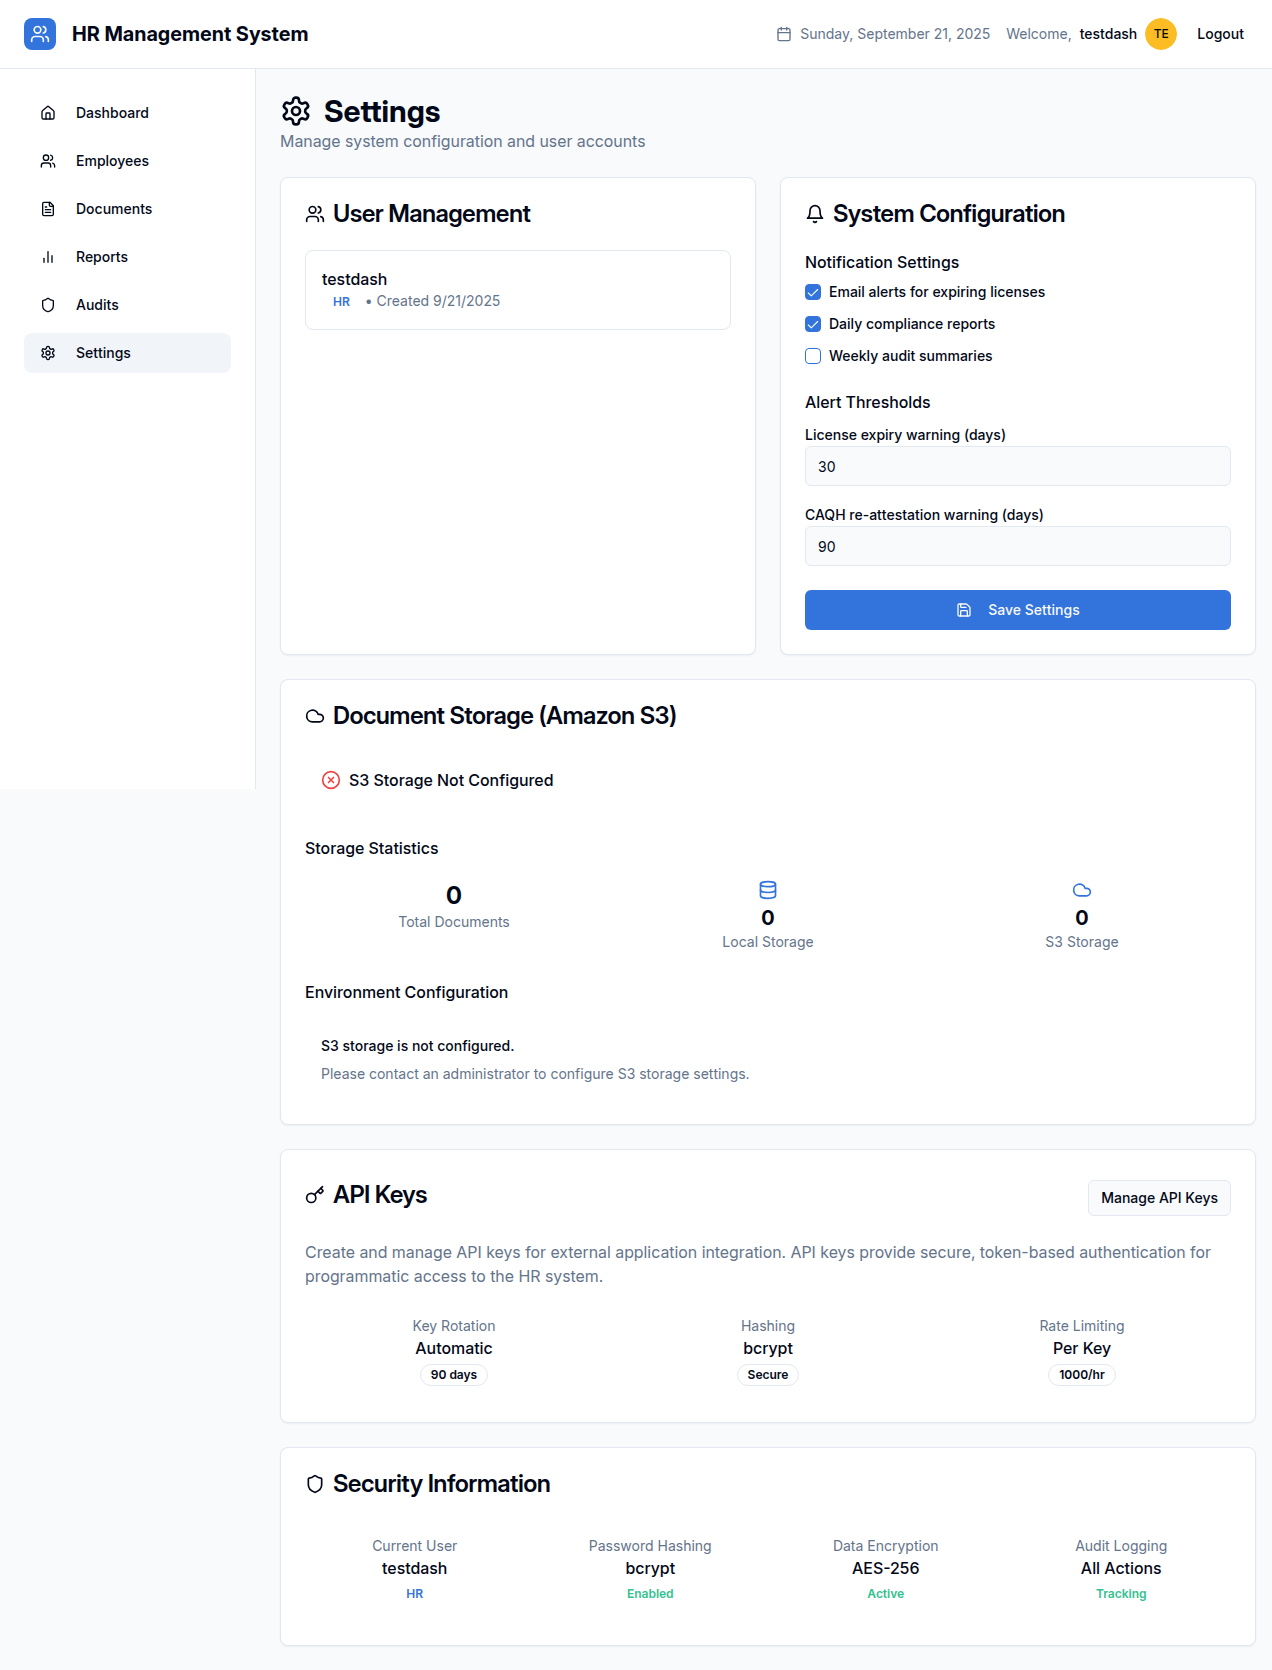 HR Management System
Sunday, September 21, 2025
Welcome, testdash
TE
Logout
Dashboard
Employees
Documents
Reports
Audits
Settings
Settings
Manage system configuration and user accounts
User Management
testdash
HR • Created 9/21/2025
System Configuration
Notification Settings
Email alerts for expiring licenses
Daily compliance reports
Weekly audit summaries
Alert Thresholds
License expiry warning (days)
30
CAQH re-attestation warning (days)
90
Save Settings
Document Storage (Amazon S3)
S3 Storage Not Configured
Storage Statistics
0
Total Documents
0
Local Storage
0
S3 Storage
Environment Configuration
S3 storage is not configured.
Please contact an administrator to configure S3 storage settings.
API Keys
Manage API Keys
Create and manage API keys for external application integration. API keys provide secure, token-based authentication for
programmatic access to the HR system.
Key Rotation
Automatic
90 days
Hashing
bcrypt
Secure
Rate Limiting
Per Key
1000/hr
Security Information
Current User
testdash
HR
Password Hashing
bcrypt
Enabled
Data Encryption
AES-256
Active
Audit Logging
All Actions
Tracking